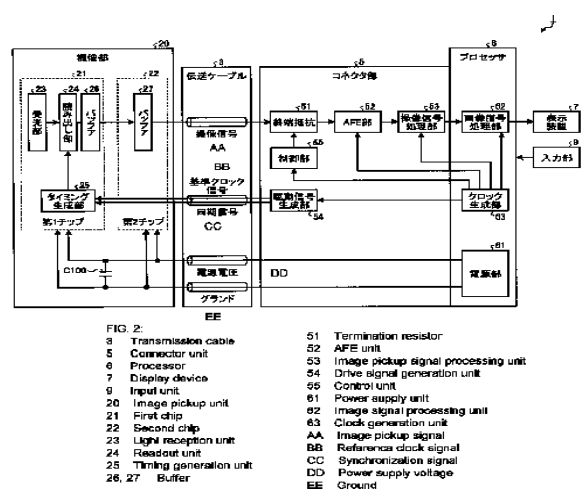 20
撮像部
3
伝送ケーブル
5
コネクタ部
6
プロセッサ
21
22
23
24
26
27
受光部
読み出し部
バッファ
バッファ
撮像信号
AA
BB
基準クロック
信号
同期信号
CC
51
終端抵抗
52
AFE部
53
撮像信号
処理部
62
画像信号
処理部
7
表示
装置
9
入力部
55
制御部
25
タイミング
生成部
第1チップ
第2チップ
駆動信号
生成部
54
クロック
生成部
63
C100
電源電圧
DD
グランド
EE
61
電源部
FIG. 2:
3 Transmission cable
5 Connector unit
6 Processor
7 Display device
9 Input unit
20 Image pickup unit
21 First chip
22 Second chip
23 Light reception unit
24 Readout unit
25 Timing generation unit
26, 27 Buffer
51 Termination resistor
52 AFE unit
53 Image pickup signal processing unit
54 Drive signal generation unit
55 Control unit
61 Power supply unit
62 Image signal processing unit
63 Clock generation unit
AA Image pickup signal
BB Reference clock signal
CC Synchronization signal
DD Power supply voltage
EE Ground